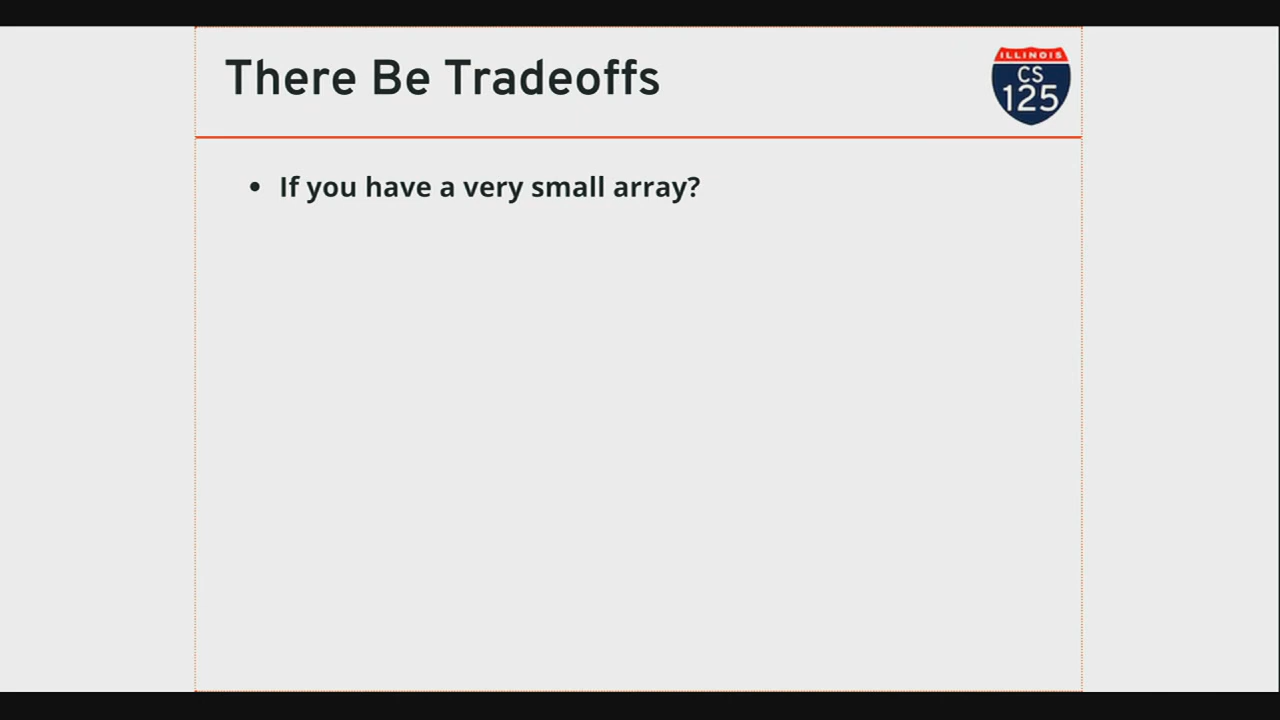 There Be Tradeoffs
ILLINOIS
CS
125
• If you have a very small array?